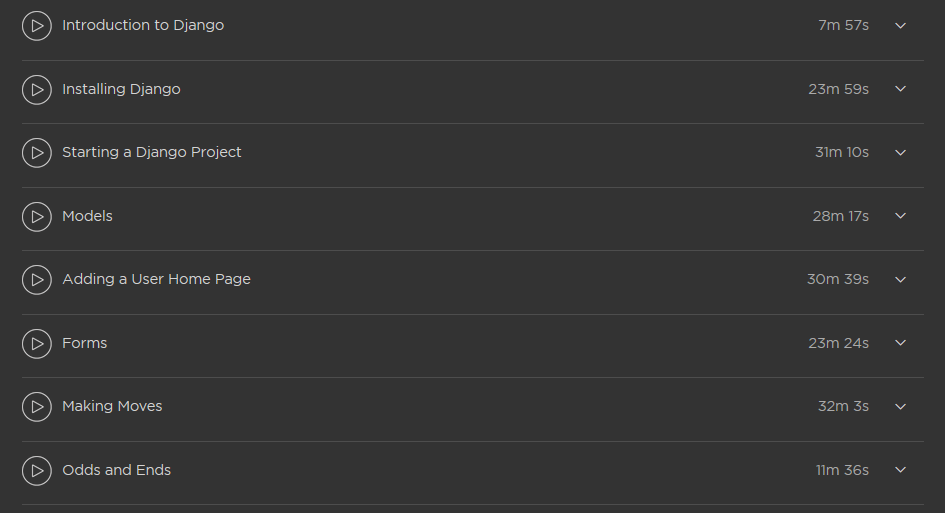 Introduction to Django 7m 57s
Installing Django 23m 59s
Starting a Django Project 31m 10s
Models 28m 17s
Adding a User Home Page 30m 39s
Forms 23m 24s
Making Moves 32m 3s
Odds and Ends 11m 36s